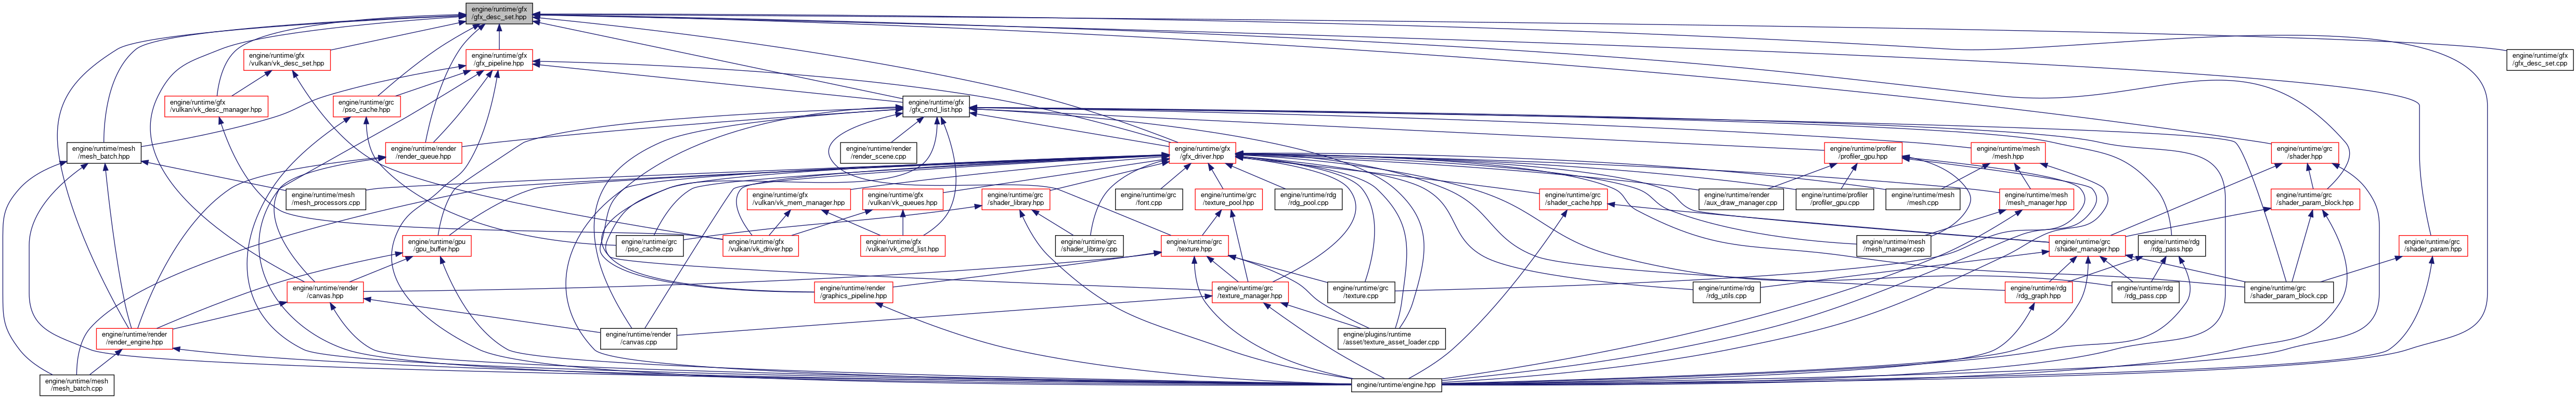 engine/runtime/gfx
/gfx_desc_set.hpp
engine/runtime/gfx
/vulkan/vk_desc_set.hpp
engine/runtime/gfx
/gfx_pipeline.hpp
engine/runtime/gfx
/gfx_desc_set.cpp
engine/runtime/gfx
/vulkan/vk_desc_manager.hpp
engine/runtime/grc
/pso_cache.hpp
engine/runtime/gfx
/gfx_cmd_list.hpp
engine/runtime/mesh
/mesh_batch.hpp
engine/runtime/render
/render_queue.hpp
engine/runtime/render
/render_scene.cpp
engine/runtime/gfx
/gfx_driver.hpp
engine/runtime/profiler
/profiler_gpu.hpp
engine/runtime/mesh
/mesh.hpp
engine/runtime/grc
/shader.hpp
engine/runtime/mesh
/mesh_processors.cpp
engine/runtime/gfx
/vulkan/vk_mem_manager.hpp
engine/runtime/gfx
/vulkan/vk_queues.hpp
engine/runtime/grc
/shader_library.hpp
engine/runtime/grc
/font.cpp
engine/runtime/grc
/texture_pool.hpp
engine/runtime/rdg
/rdg_pool.cpp
engine/runtime/grc
/shader_cache.hpp
engine/runtime/render
/aux_draw_manager.cpp
engine/runtime/profiler
/profiler_gpu.cpp
engine/runtime/mesh
/mesh.cpp
engine/runtime/mesh
/mesh_manager.hpp
engine/runtime/grc
/shader_param_block.hpp
engine/runtime/gpu
/gpu_buffer.hpp
engine/runtime/grc
/pso_cache.cpp
engine/runtime/gfx
/vulkan/vk_driver.hpp
engine/runtime/gfx
/vulkan/vk_cmd_list.hpp
engine/runtime/grc
/shader_library.cpp
engine/runtime/grc
/texture.hpp
engine/runtime/mesh
/mesh_manager.cpp
engine/runtime/grc
/shader_manager.hpp
engine/runtime/rdg
/rdg_pass.hpp
engine/runtime/grc
/shader_param.hpp
engine/runtime/render
/canvas.hpp
engine/runtime/render
/graphics_pipeline.hpp
engine/runtime/grc
/texture_manager.hpp
engine/runtime/grc
/texture.cpp
engine/runtime/rdg
/rdg_utils.cpp
engine/runtime/rdg
/rdg_graph.hpp
engine/runtime/rdg
/rdg_pass.cpp
engine/runtime/grc
/shader_param_block.cpp
engine/runtime/render
/render_engine.hpp
engine/runtime/render
/canvas.cpp
engine/plugins/runtime
asset/texture_asset_loader.cpp
engine/runtime/mesh
/mesh_batch.cpp
engine/runtime/engine.hpp